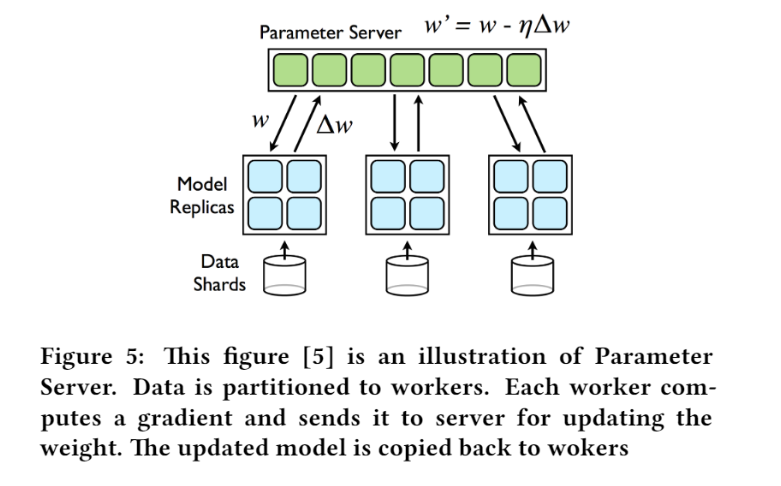 Parameter Server w' = w - ηΔw
w
Δw
Model
Replicas
Data
Shards
Figure 5: This figure [5] is an illustration of Parameter
Server. Data is partitioned to workers. Each worker com-
putes a gradient and sends it to server for updating the
weight. The updated model is copied back to wokers